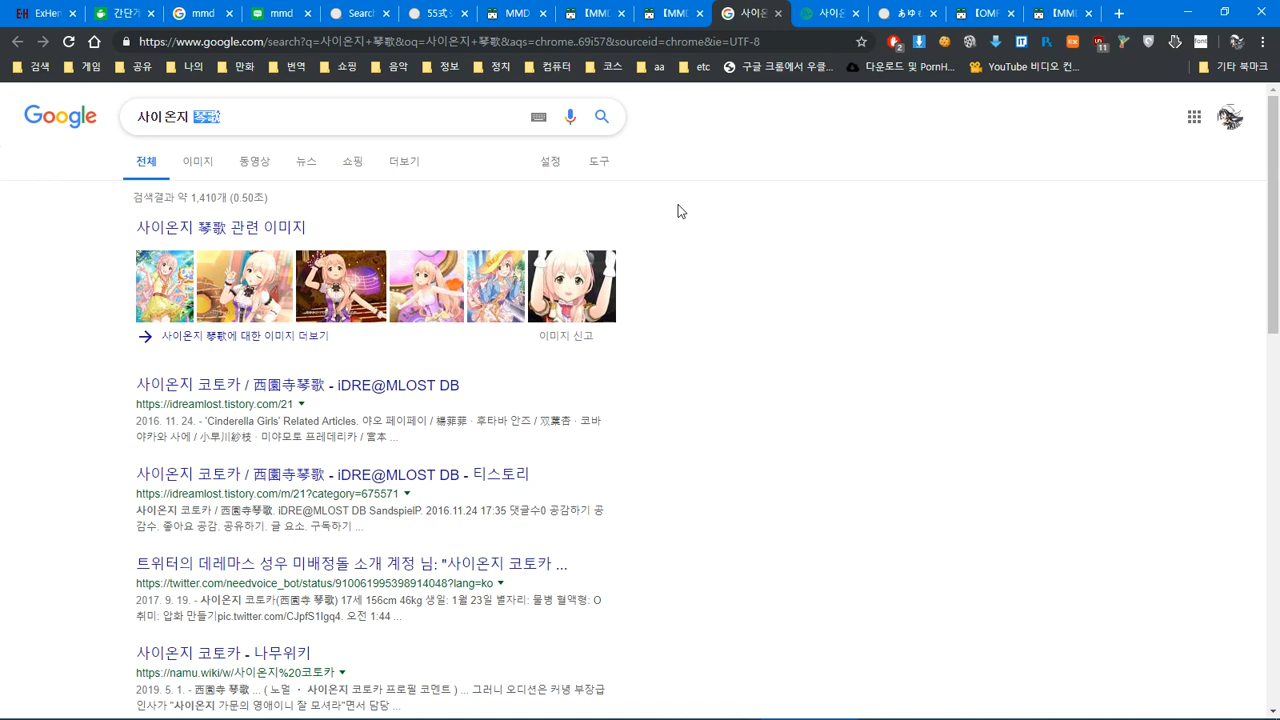 ExHen
간단기
mmd
mmd
Search
55式ま
MMD
【MMD
【MMD
사이온
사이온
あゆも
【OMF
【MMD
https://www.google.com/search?q=사이온지+琴歌&oq=사이온지+琴歌&aqs=chrome..69i57&sourceid=chrome&ie=UTF-8
검색
게임
공유
나의
만화
번역
쇼핑
음악
정보
정치
컴퓨터
코스
aa
etc
구글 크롬에서 우클...
다운로드 및 PornH...
YouTube 비디오 컨...
기타 북마크
Google
사이온지 琴歌
전체
이미지
동영상
뉴스
쇼핑
더보기
설정
도구
검색결과 약 1,410개 (0.50초)
사이온지 琴歌 관련 이미지
사이온지 琴歌에 대한 이미지 더보기
이미지 신고
사이온지 코토카 / 西園寺琴歌 - iDRE@MLOST DB
https://idreamlost.tistory.com/21
2016. 11. 24. - 'Cinderella Girls' Related Articles. 야오 페이페이 / 楊菲菲 · 후타바 안즈 / 双葉杏 · 코바
야카와 사에 / 小早川紗枝 · 미야모토 프레데리카 / 宮本 ...
사이온지 코토카 / 西園寺琴歌 - iDRE@MLOST DB - 티스토리
https://idreamlost.tistory.com/m/21?category=675571
사이온지 코토카 / 西園寺琴歌. iDRE@MLOST DB SandspielP. 2016.11.24 17:35 댓글수0 공감하기 공
감수. 좋아요 공감. 공유하기. 글 요소. 구독하기 ...
트위터의 데레마스 성우 미배정돌 소개 계정 님: "사이온지 코토카 ...
https://twitter.com/needvoice_bot/status/910061995398914048?lang=ko
2017. 9. 19. - 사이온지 코토카(西園寺 琴歌) 17세 156cm 46kg 생일: 1월 23일 별자리: 물병 혈액형: O
취미: 압화 만들기pic.twitter.com/CJpfS1Igq4. 오전 1:44 ...
사이온지 코토카 - 나무위키
https://namu.wiki/w/사이온지%20코토카
2019. 5. 1. - 西園寺 琴歌 ... ( 노멀 · 사이온지 코토카 프로필 코멘트 ) ... 그러니 오디션은 커녕 부장급
인사가 "사이온지 가문의 영애이니 잘 모셔라"면서 담당 ...